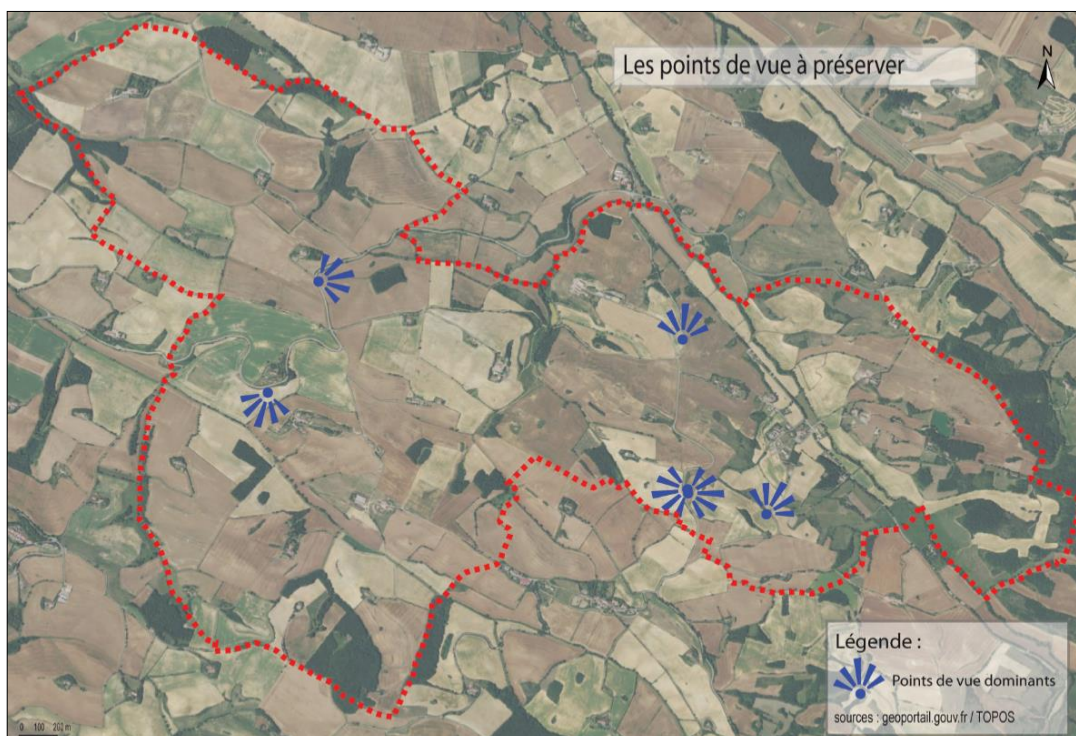 Les points de vue à préserver
N
Légende :
Points de vue dominants
sources : geoportail.gouv.fr / TOPOS
0 100 200 m